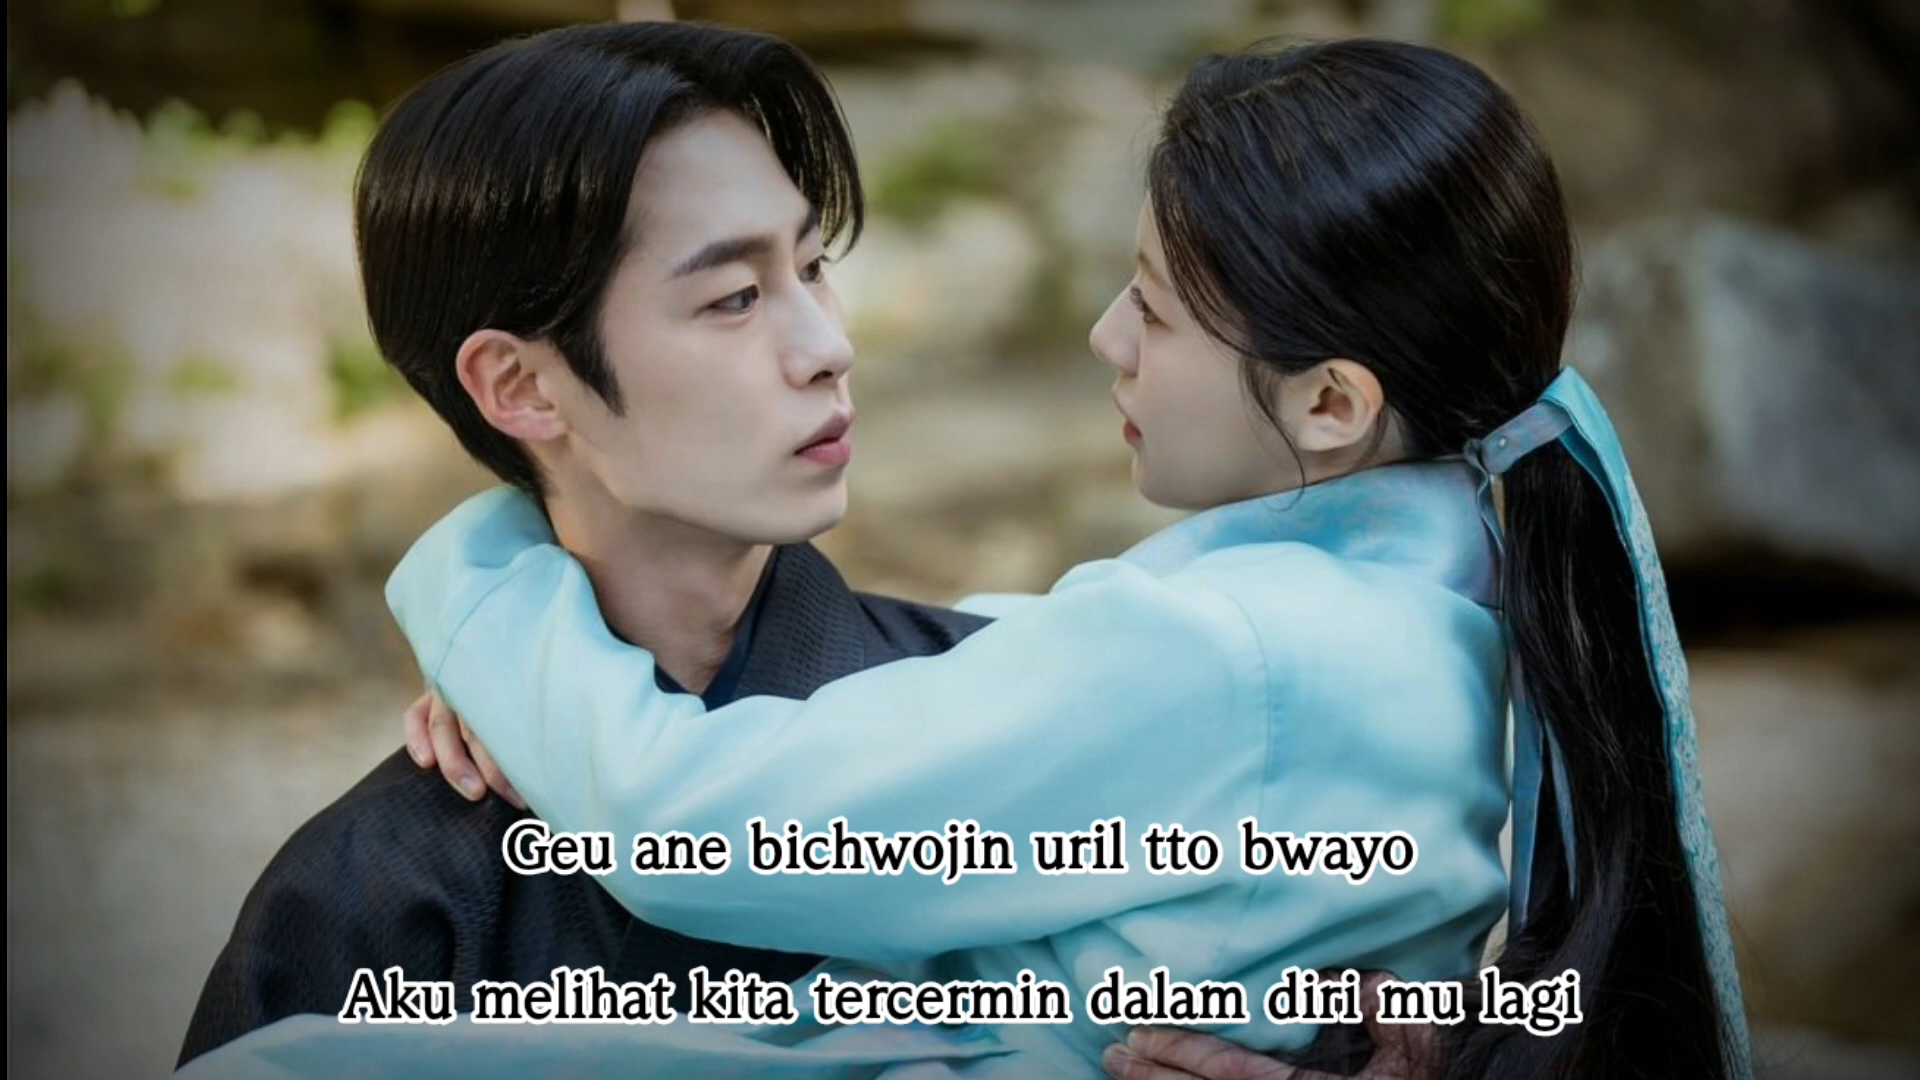 Geu ane bichwojin uril tto bwayo
Aku melihat kita tercermin dalam diri mu lagi